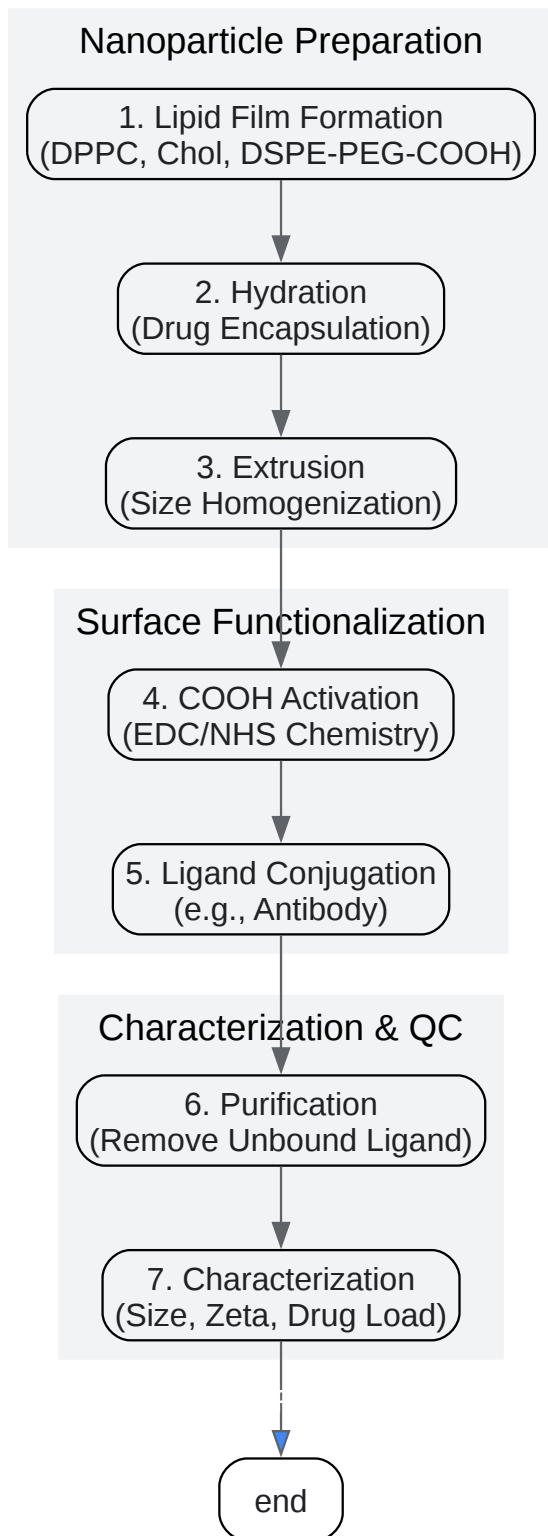 Nanoparticle Preparation
1. Lipid Film Formation
(DPPC, Chol, DSPE-PEG-COOH)
2. Hydration
(Drug Encapsulation)
3. Extrusion
(Size Homogenization)
Surface Functionalization
4. COOH Activation
(EDC/NHS Chemistry)
5. Ligand Conjugation
(e.g., Antibody)
Characterization & QC
6. Purification
(Remove Unbound Ligand)
7. Characterization
(Size, Zeta, Drug Load)
end